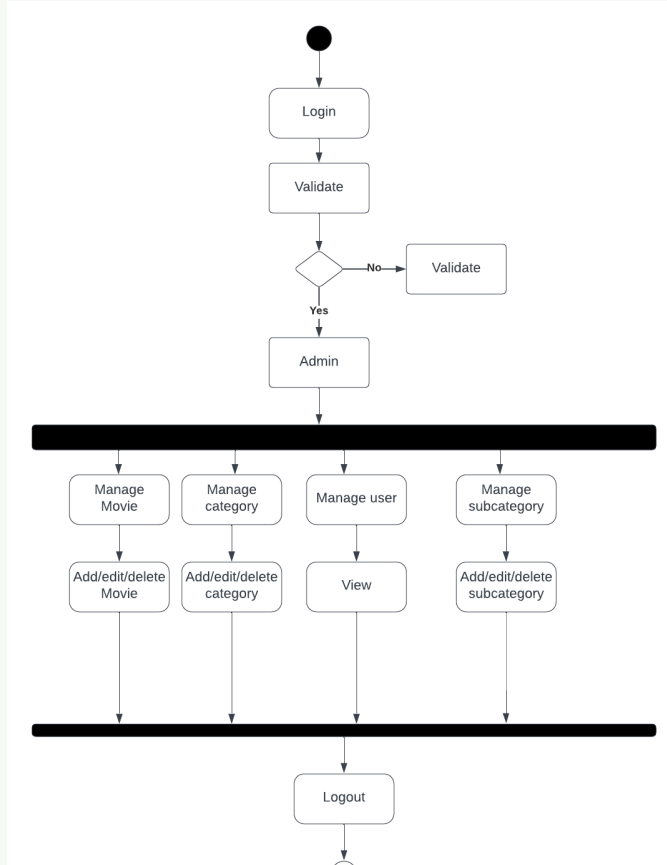 Login
Validate
No
Validate
Yes
Admin
Manage
Movie
Manage
category
Manage user
Manage
subcategory
Add/edit/delete
Movie
Add/edit/delete
category
View
Add/edit/delete
subcategory
Logout